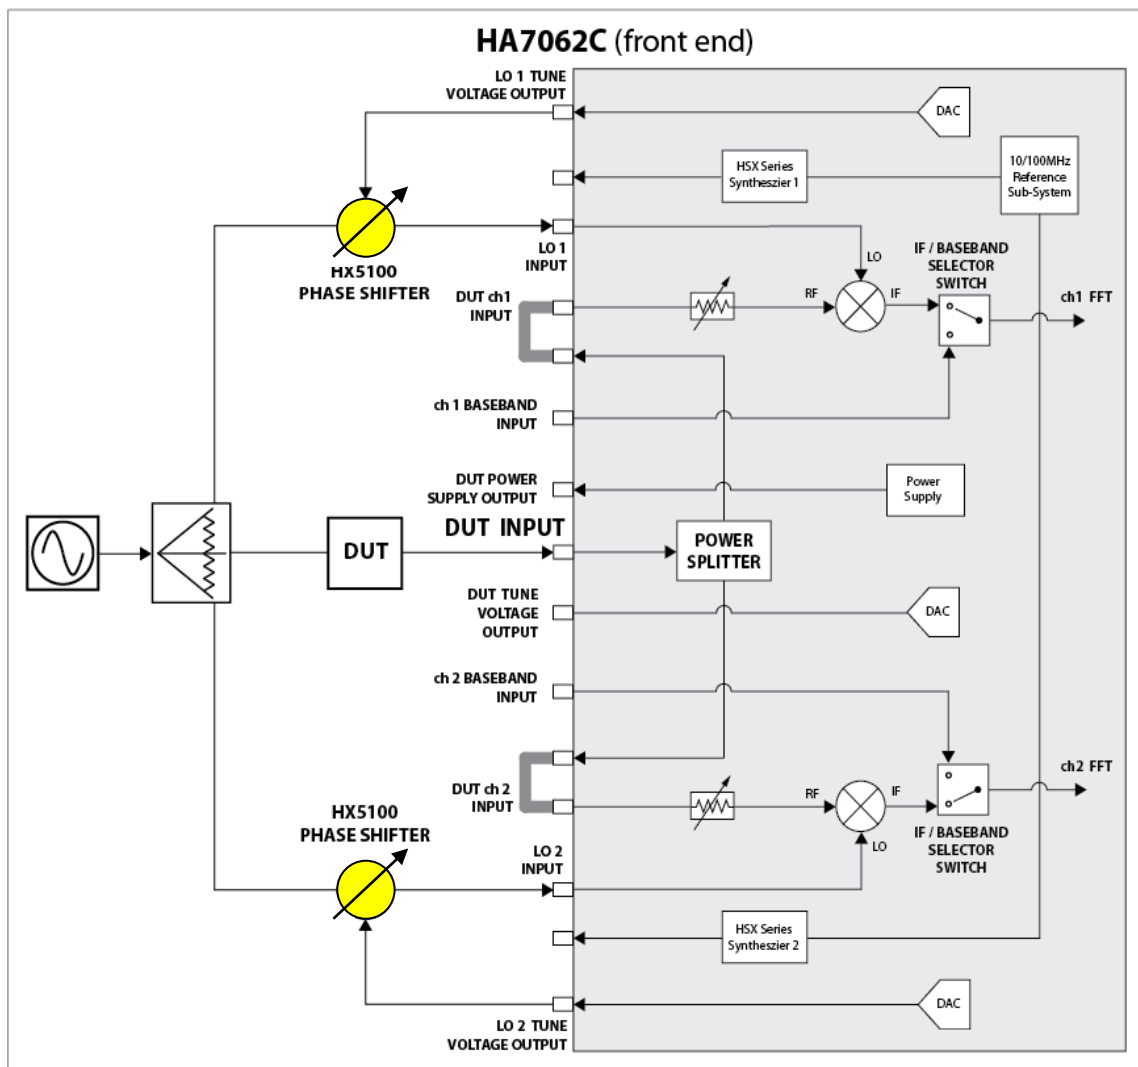 HA7062C (front end)
LO 1 TUNE
VOLTAGE OUTPUT
DAC
HSX Series
Syntheszier 1
10/100MHz
Reference
Sub-System
HX5100
PHASE SHIFTER
LO 1
INPUT
LO
IF / BASEBAND
SELECTOR
SWITCH
DUT ch1
INPUT
RF
IF
ch1 FFT
ch 1 BASEBAND
INPUT
DUT POWER
SUPPLY OUTPUT
Power
Supply
DUT INPUT
DUT
POWER
SPLITTER
DUT TUNE
VOLTAGE
OUTPUT
DAC
ch 2 BASEBAND
INPUT
DUT ch 2
INPUT
RF
IF
ch2 FFT
HX5100
PHASE SHIFTER
LO
IF / BASEBAND
SELECTOR
SWITCH
LO 2
INPUT
HSX Series
Syntheszier 2
DAC
LO 2 TUNE
VOLTAGE OUTPUT